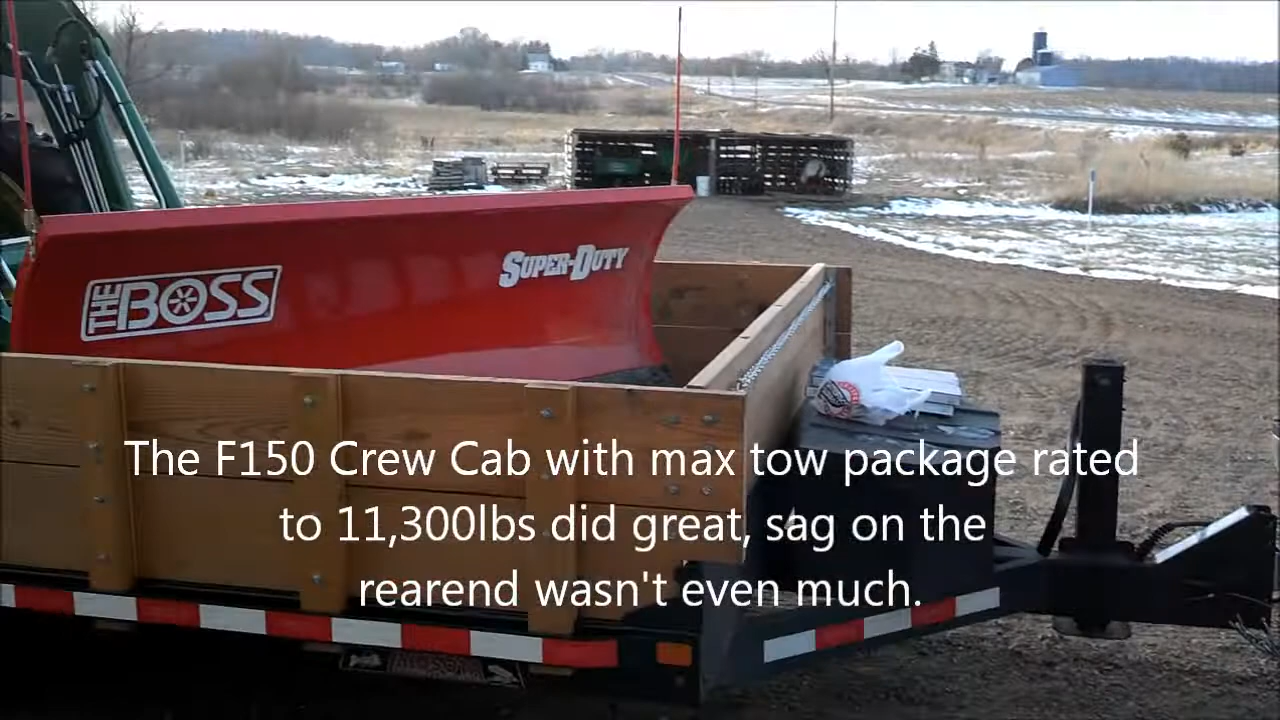 THE BOSS
SUPER-DUTY
The F150 Crew Cab with max tow package rated
to 11,300lbs did great, sag on the
rearend wasn't even much.